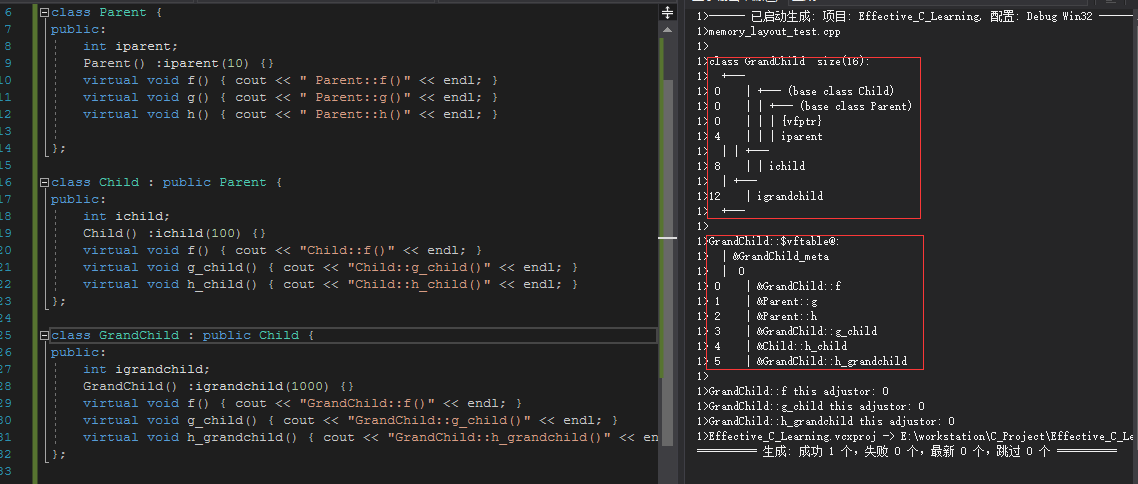 6 class Parent {
7 public:
8 int iparent;
9 Parent() :iparent(10) {}
10 virtual void f() { cout << " Parent::f()"<< endl; }
11 virtual void g() { cout << " Parent::g()"<< endl; }
12 virtual void h() { cout << " Parent::h()"<< endl; }
13
14 };
15
16 class Child : public Parent {
17 public:
18 int ichild;
19 Child() :ichild(100) {}
20 virtual void f() { cout << "Child::f()"<< endl; }
21 virtual void g_child() { cout << "Child::g_child()"<< endl; }
22 virtual void h_child() { cout << "Child::h_child()"<< endl; }
23 };
24
25 class GrandChild : public Child {
26 public:
27 int igrandchild;
28 GrandChild() :igrandchild(1000) {}
29 virtual void f() { cout << "GrandChild::f()"<< endl; }
30 virtual void g_child() { cout << "GrandChild::g_child()"<< endl; }
31 virtual void h_grandchild() { cout << "GrandChild::h_grandchild()"<< en
32 };
33
1>------ 已启动生成: 项目: Effective_C_Learning, 配置: Debug Win32 ------
1>memory_layout_test.cpp
1>
1>class GrandChild size(16):
1> +---
1> 0 | +--- (base class Child)
1> 0 | | +--- (base class Parent)
1> 0 | | | {vfptr}
1> 4 | | | iparent
1> | | +---
1> 8 | | ichild
1> | +---
1>12 | igrandchild
1> +---
1>
1>GrandChild::$vftable@:
1> | &GrandChild_meta
1> | 0
1> 0 | &GrandChild::f
1> 1 | &Parent::g
1> 2 | &Parent::h
1> 3 | &GrandChild::g_child
1> 4 | &Child::h_child
1> 5 | &GrandChild::h_grandchild
1>
1>GrandChild::f this adjustor: 0
1>GrandChild::g_child this adjustor: 0
1>GrandChild::h_grandchild this adjustor: 0
1>Effective_C_Learning.vcxproj -> E:\workstation\C_Project\Effective_C_Le
========== 生成: 成功 1 个，失败 0 个，最新 0 个，跳过 0 个 ==========